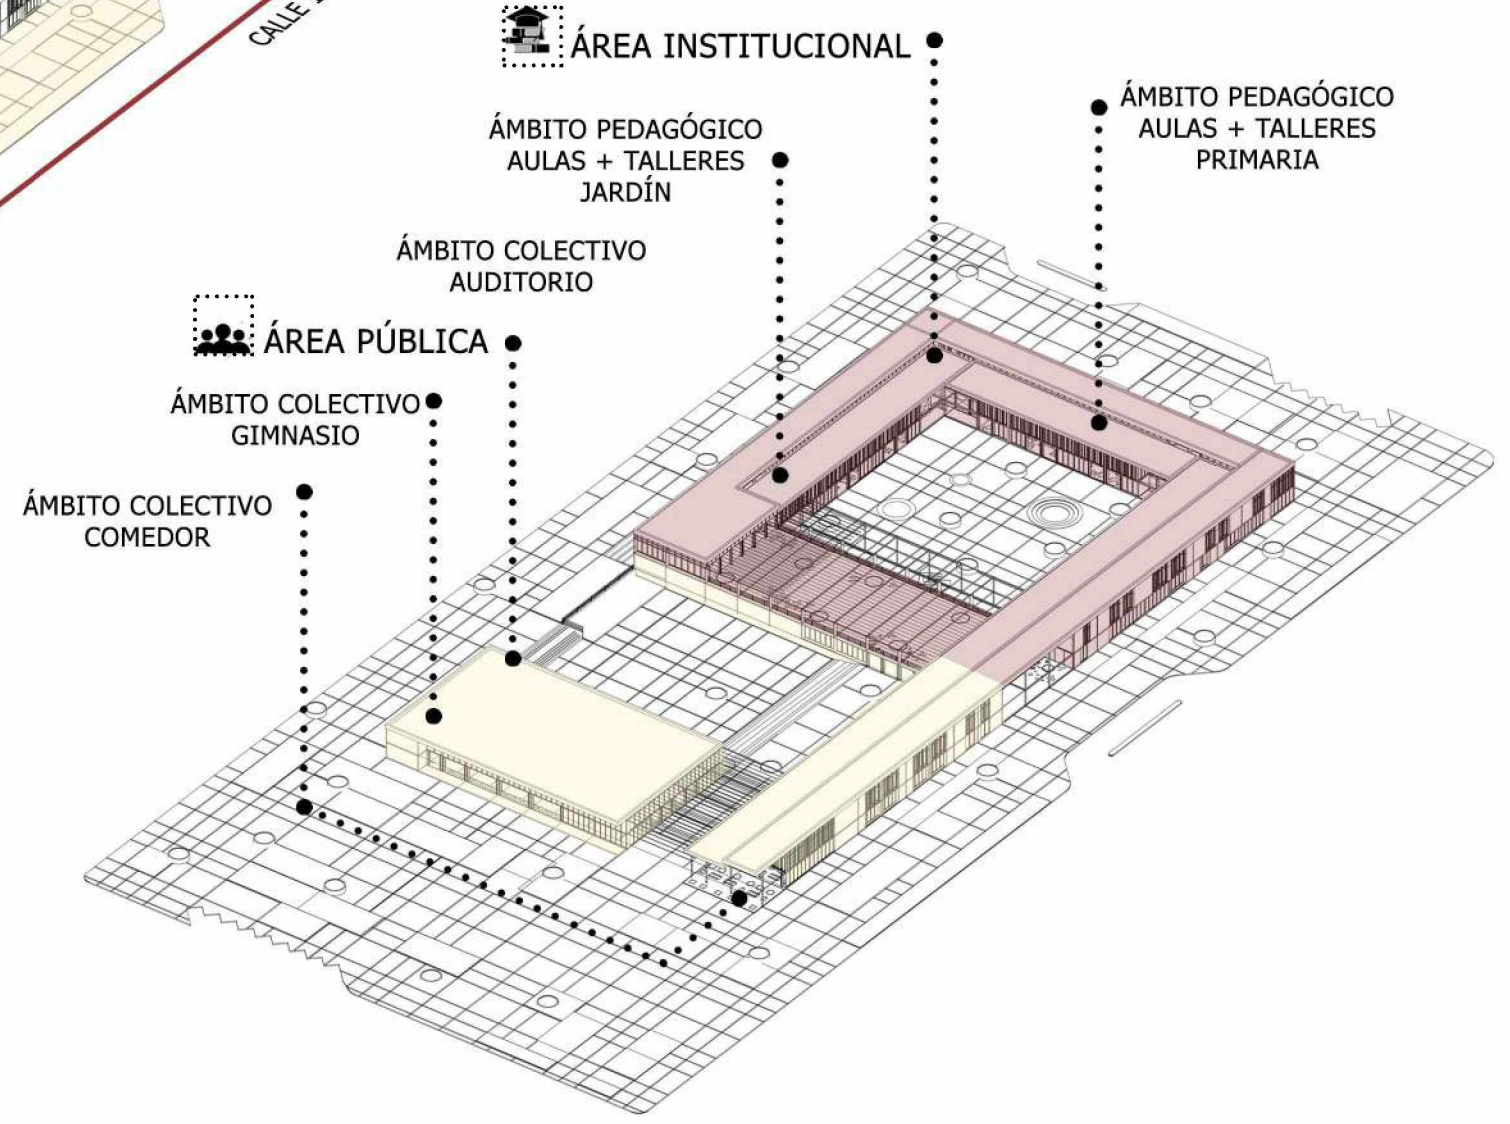 CALLE
ÁREA INSTITUCIONAL
ÁMBITO PEDAGÓGICO
AULAS + TALLERES
PRIMARIA
ÁMBITO PEDAGÓGICO
AULAS + TALLERES
JARDÍN
ÁMBITO COLECTIVO
AUDITORIO
ÁREA PÚBLICA
ÁMBITO COLECTIVO
GIMNASIO
ÁMBITO COLECTIVO
COMEDOR